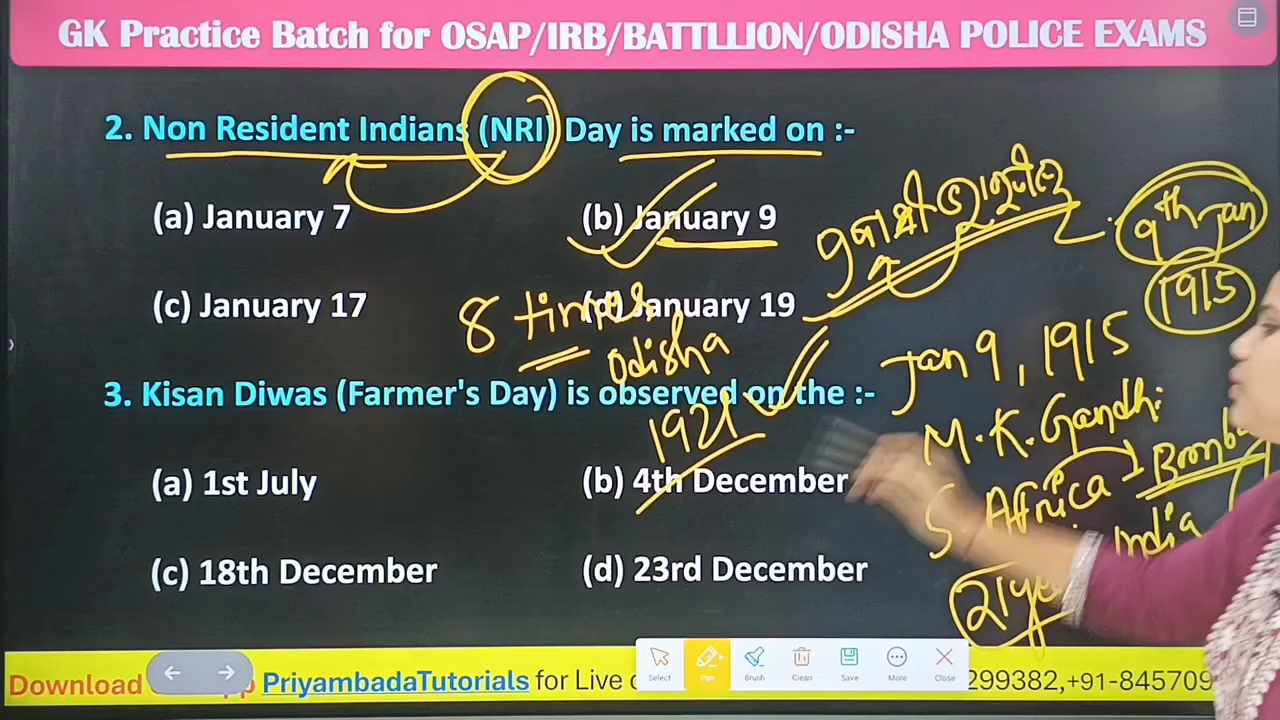 GK Practice Batch for OSAP/IRB/BATTLLION/ODISHA POLICE EXAMS
2. Non Resident Indians (NRI) Day is marked on :-
(a) January 7
(b) January 9
(c) January 17
(d) January 19
ପ୍ରବାସୀ ଭାରତୀୟ
9th Jan
1915
8 times
Odisha
1921
Jan 9, 1915
M.K. Gandhi
S. Africa
India
3. Kisan Diwas (Farmer's Day) is observed on the :-
(a) 1st July
(b) 4th December
(c) 18th December
(d) 23rd December
Download
PriyambadaTutorials for Live
299382,+91-845709
Select
Pen
Brush
Clean
Save
More
Close